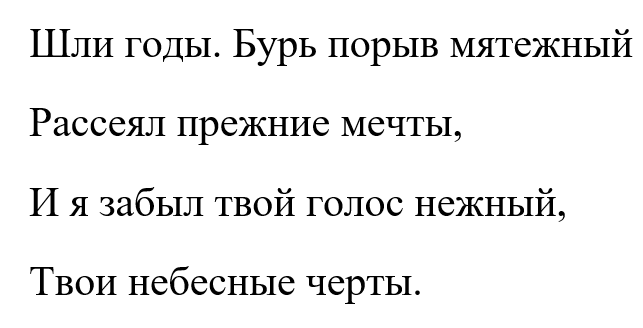 Шли годы. Бурь порыв мятежный
Рассеял прежние мечты,
И я забыл твой голос нежный,
Твои небесные черты.